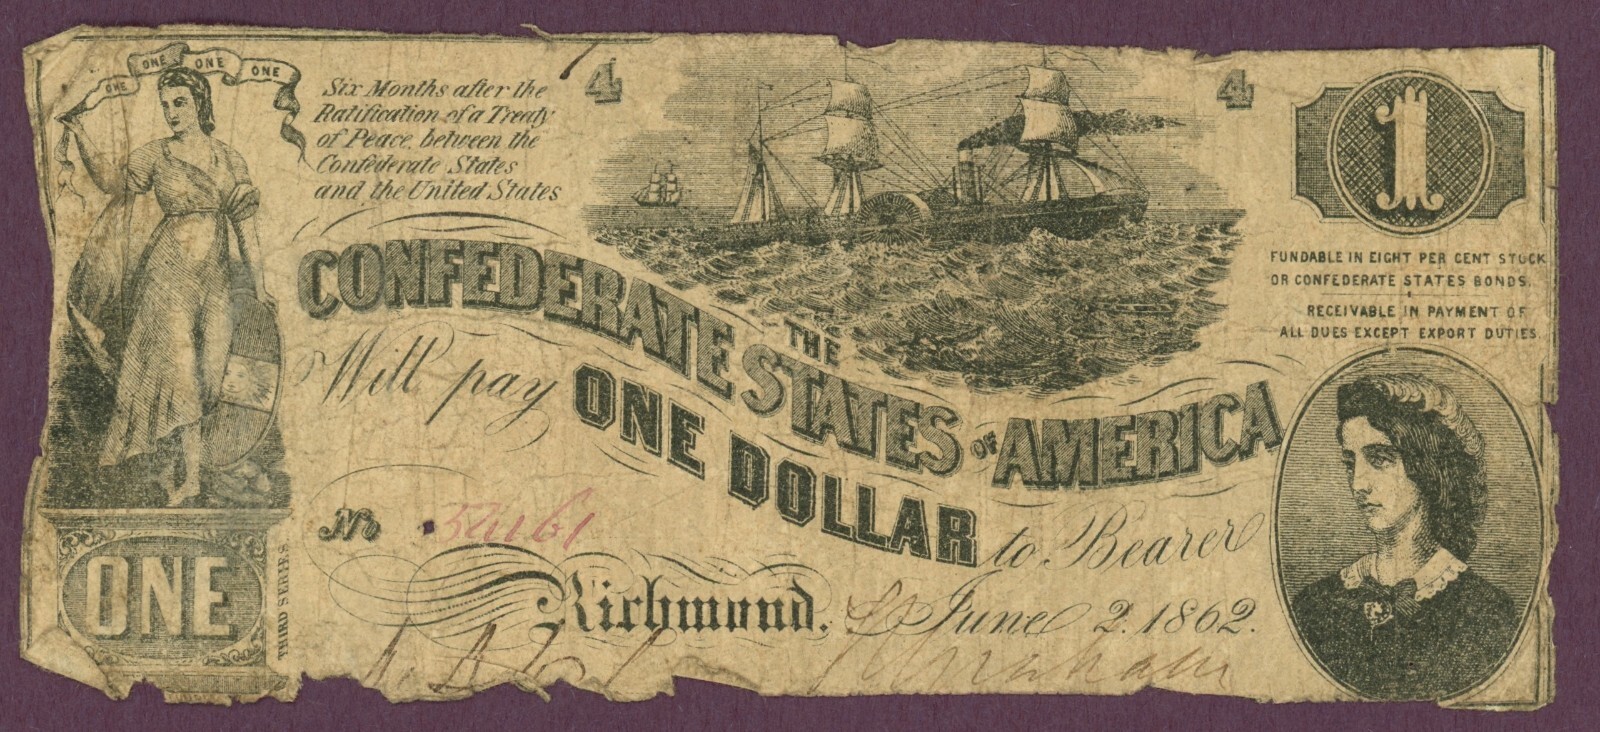 ONE ONE ONE ONE
Six Months after the
Ratification of a Treaty
of Peace, between the
Confederate States
and the United States
4
4
1
FUNDABLE IN EIGHT PER CENT STOCK
OR CONFEDERATE STATES BONDS.
RECEIVABLE IN PAYMENT OF
ALL DUES EXCEPT EXPORT DUTIES.
THE
CONFEDERATE STATES OF AMERICA
Will pay ONE DOLLAR to Bearer
No
Richmond, June 2. 1862.
ONE
THIRD SERIES